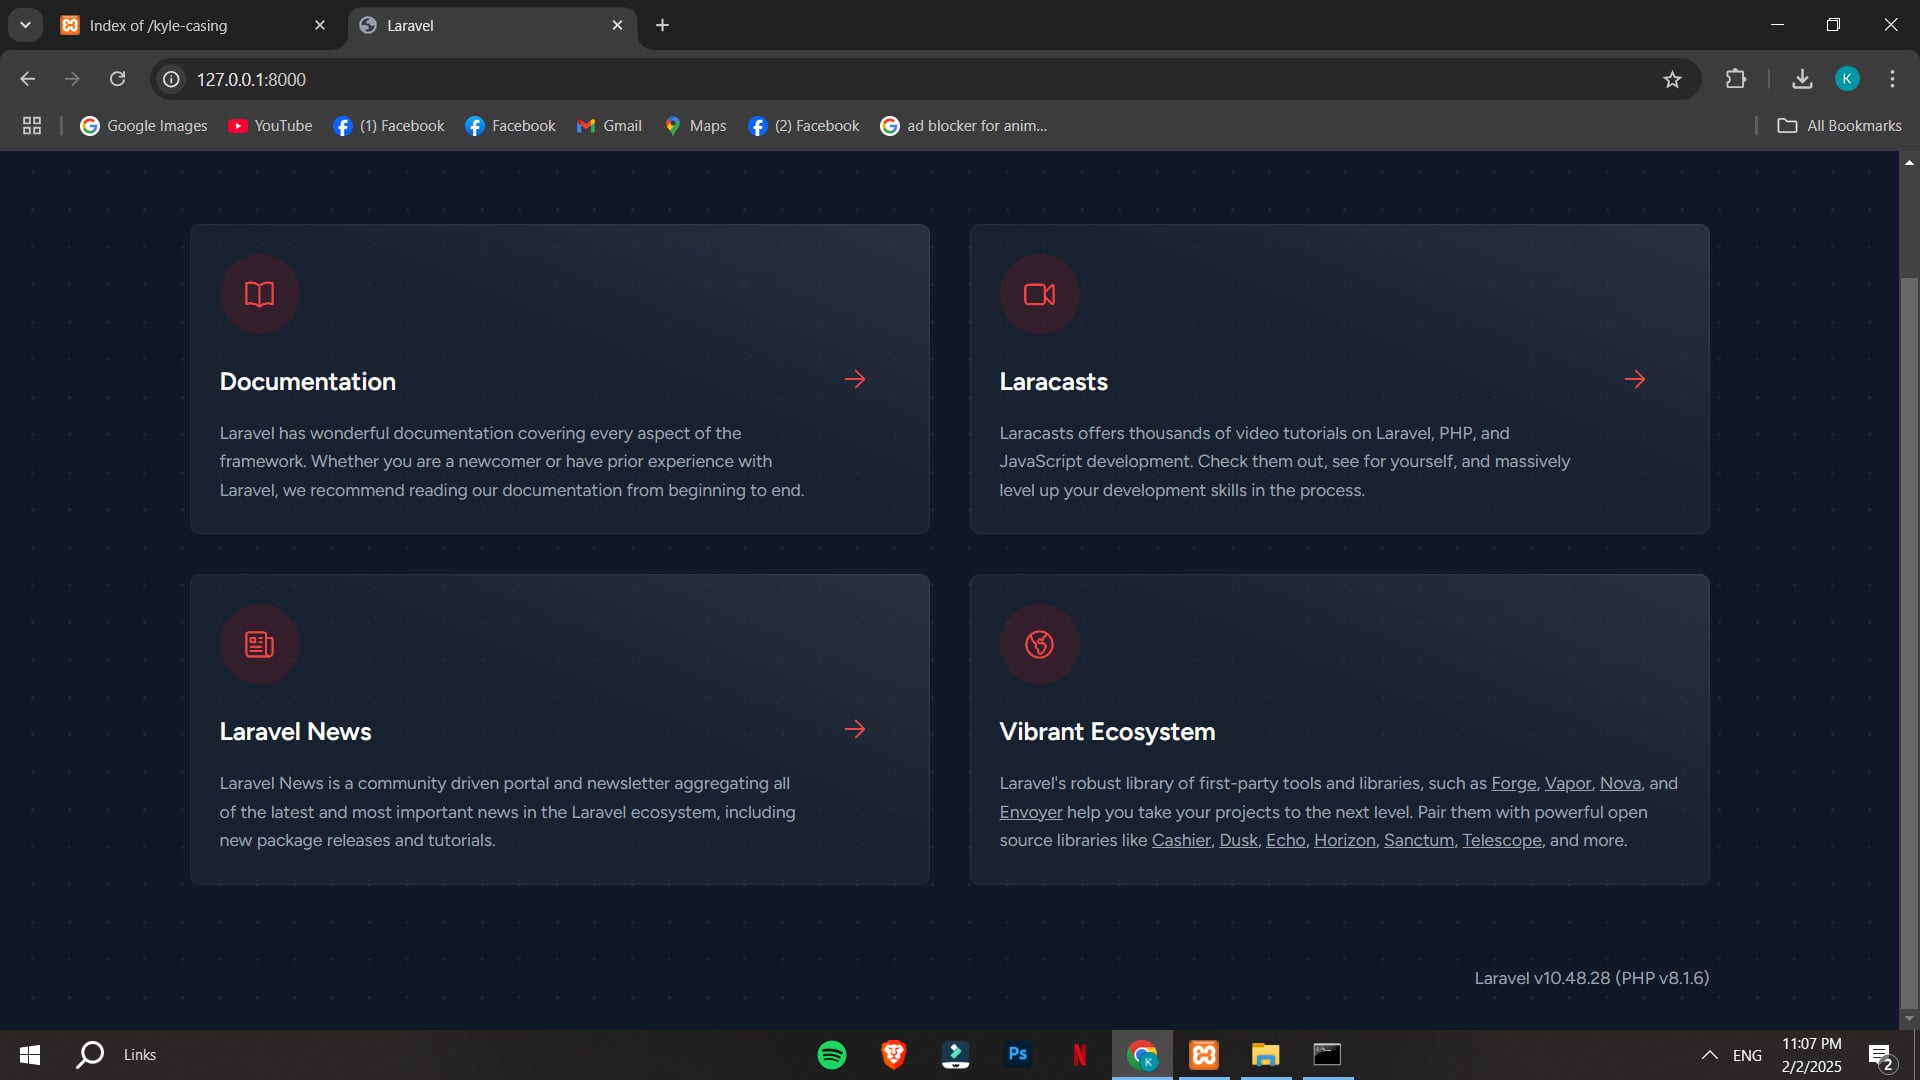 Index of /kyle-casing
Laravel
127.0.0.1:8000
K
Google Images
YouTube
(1) Facebook
Facebook
Gmail
Maps
(2) Facebook
ad blocker for anim...
All Bookmarks
Documentation
Laravel has wonderful documentation covering every aspect of the
framework. Whether you are a newcomer or have prior experience with
Laravel, we recommend reading our documentation from beginning to end.
Laracasts
Laracasts offers thousands of video tutorials on Laravel, PHP, and
JavaScript development. Check them out, see for yourself, and massively
level up your development skills in the process.
Laravel News
Laravel News is a community driven portal and newsletter aggregating all
of the latest and most important news in the Laravel ecosystem, including
new package releases and tutorials.
Vibrant Ecosystem
Laravel's robust library of first-party tools and libraries, such as Forge, Vapor, Nova, and
Envoyer help you take your projects to the next level. Pair them with powerful open
source libraries like Cashier, Dusk, Echo, Horizon, Sanctum, Telescope, and more.
Laravel v10.48.28 (PHP v8.1.6)
Links
Ps
N
K
ENG
11:07 PM
2/2/2025
2